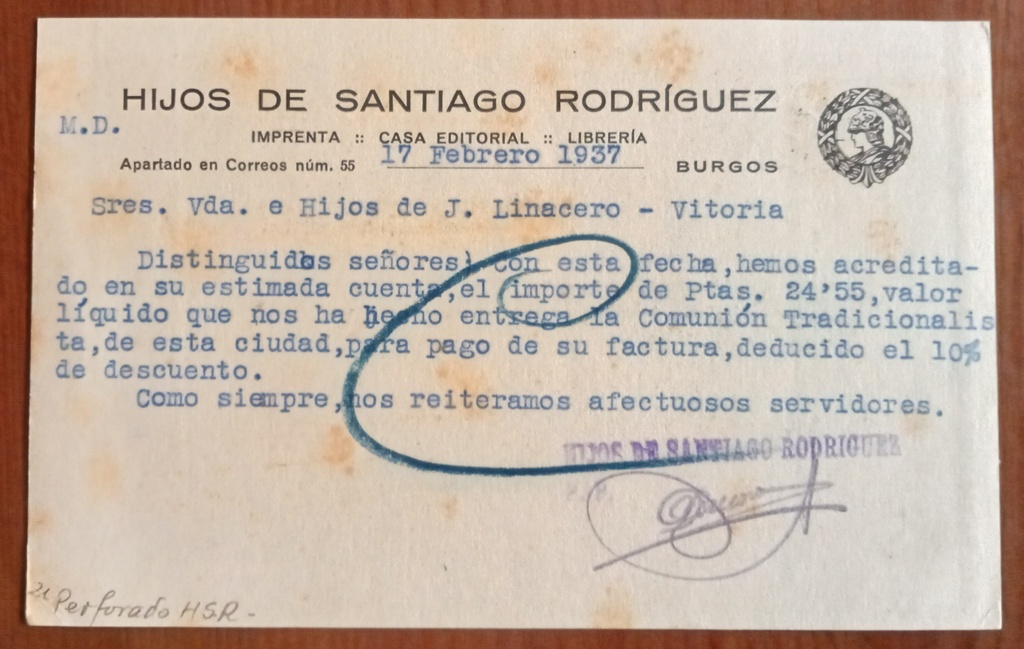 HIJOS DE SANTIAGO RODRÍGUEZ
M.D.
IMPRENTA :: CASA EDITORIAL :: LIBRERÍA
Apartado en Correos núm. 55 17 Febrero 1937 BURGOS
Sres. Vda. e Hijos de J. Linacero - Vitoria
Distinguidos señores: con esta fecha,hemos acredita-
do en su estimada cuenta,el importe de Ptas. 24'55,valor
líquido que nos ha hecho entrega la Comunión Tradicionalis
ta,de esta ciudad,para pago de su factura,deducido el 10%
de descuento.
Como siempre,nos reiteramos afectuosos servidores.
HIJOS DE SANTIAGO RODRIGUEZ
P. P.
Perforado HSR-